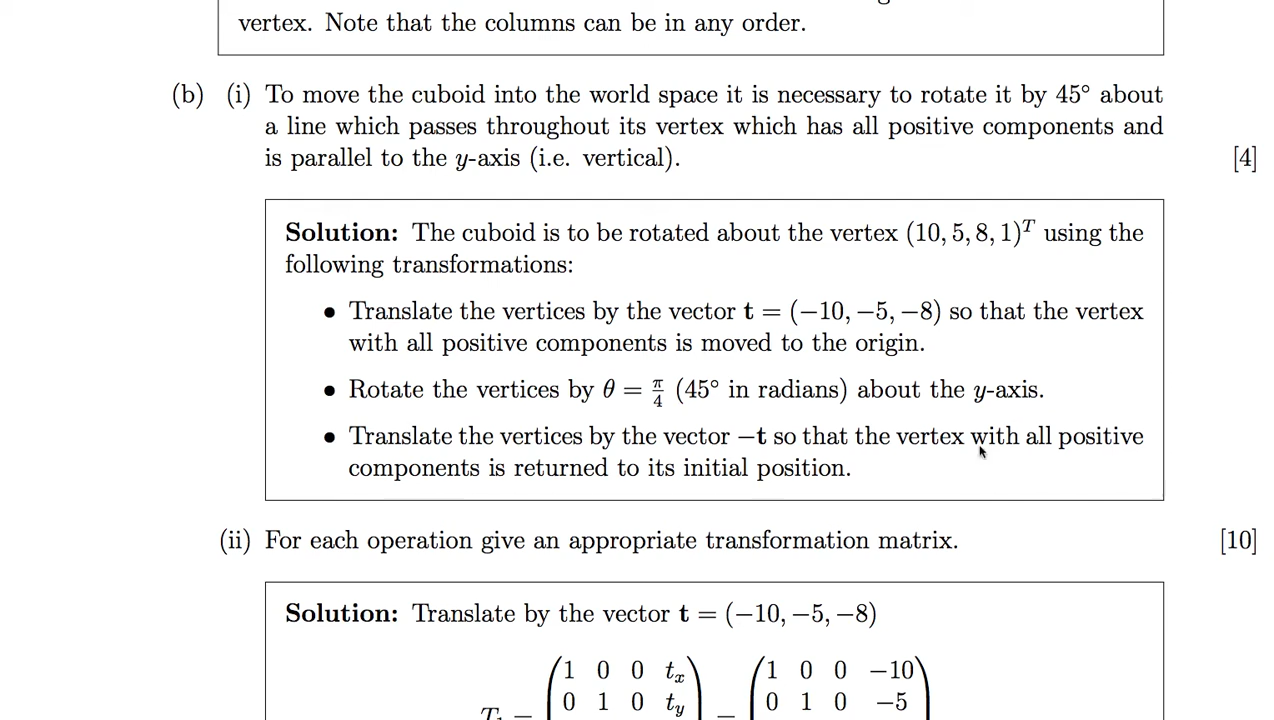 vertex. Note that the columns can be in any order.
(b) (i) To move the cuboid into the world space it is necessary to rotate it by 45° about
a line which passes throughout its vertex which has all positive components and
is parallel to the y-axis (i.e. vertical). [4]
Solution: The cuboid is to be rotated about the vertex (10, 5, 8, 1)^T using the
following transformations:
• Translate the vertices by the vector t = (−10, −5, −8) so that the vertex
with all positive components is moved to the origin.
• Rotate the vertices by θ = π/4 (45° in radians) about the y-axis.
• Translate the vertices by the vector −t so that the vertex with all positive
components is returned to its initial position.
(ii) For each operation give an appropriate transformation matrix. [10]
Solution: Translate by the vector t = (−10, −5, −8)
1 0 0 t_x 1 0 0 −10
0 1 0 t_y 0 1 0 −5